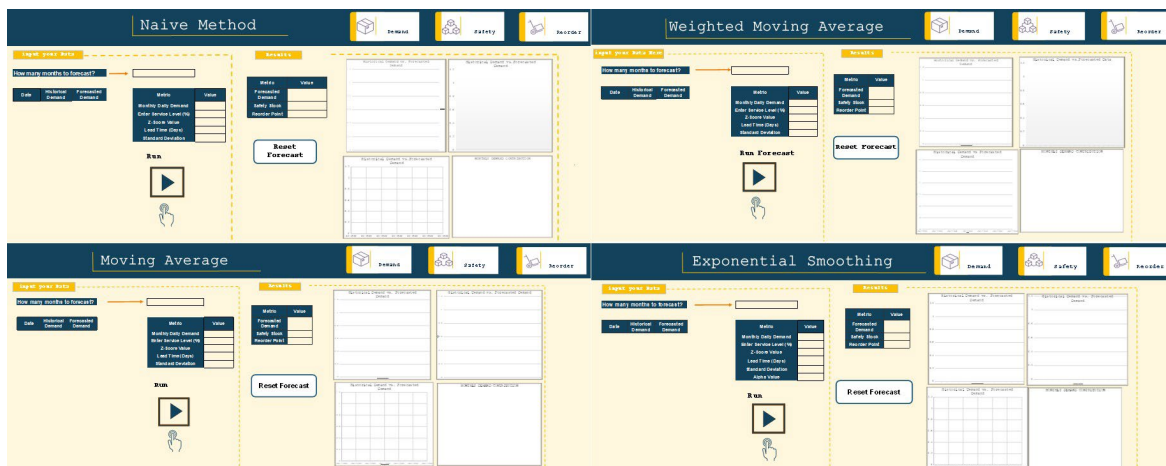 Naive Method
Demand
Safety
Reorder
Input your Data
Results
How many months to forecast?
Date
Historical Demand
Forecasted Demand
Metric
Value
Monthly Daily Demand
Enter Service Level (%)
Z-Score Value
Lead Time (Days)
Standard Deviation
Metric
Value
Forecasted Demand
Safety Stock
Reorder Point
Run
Reset Forecast
Weighted Moving Average
Demand
Safety
Reorder
Input your Data Here
Results
How many months to forecast?
Date
Historical Demand
Forecasted Demand
Metric
Value
Monthly Daily Demand
Enter Service Level (%)
Z-Score Value
Lead Time (Days)
Standard Deviation
Metric
Value
Forecasted Demand
Safety Stock
Reorder Point
Run Forecast
Reset Forecast
Moving Average
Demand
Safety
Reorder
Input your Data
Results
How many months to forecast?
Date
Historical Demand
Forecasted Demand
Metric
Value
Monthly Daily Demand
Enter Service Level (%)
Z-Score Value
Lead Time (Days)
Standard Deviation
Metric
Value
Forecasted Demand
Safety Stock
Reorder Point
Run
Reset Forecast
Exponential Smoothing
Demand
Safety
Reorder
Input your Data
Results
How many months to forecast?
Date
Historical Demand
Forecasted Demand
Metric
Value
Monthly Daily Demand
Enter Service Level (%)
Z-Score Value
Lead Time (Days)
Standard Deviation
Alpha Value
Metric
Value
Forecasted Demand
Safety Stock
Reorder Point
Run
Reset Forecast